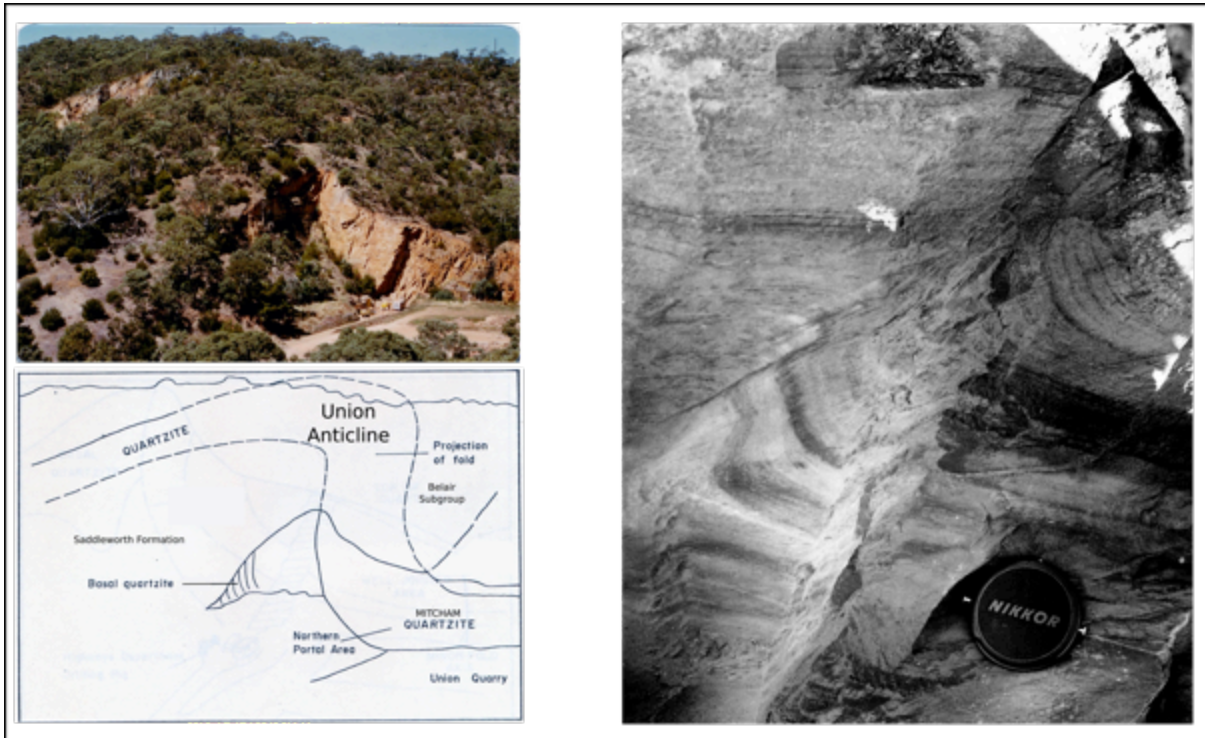 Union
Anticline
QUARTZITE
Projection
of fold
Belair
Subgroup
Saddleworth Formation
Basal quartzite
MITCHAM
QUARTZITE
Northern
Portal Area
Union Quarry
NIKKOR